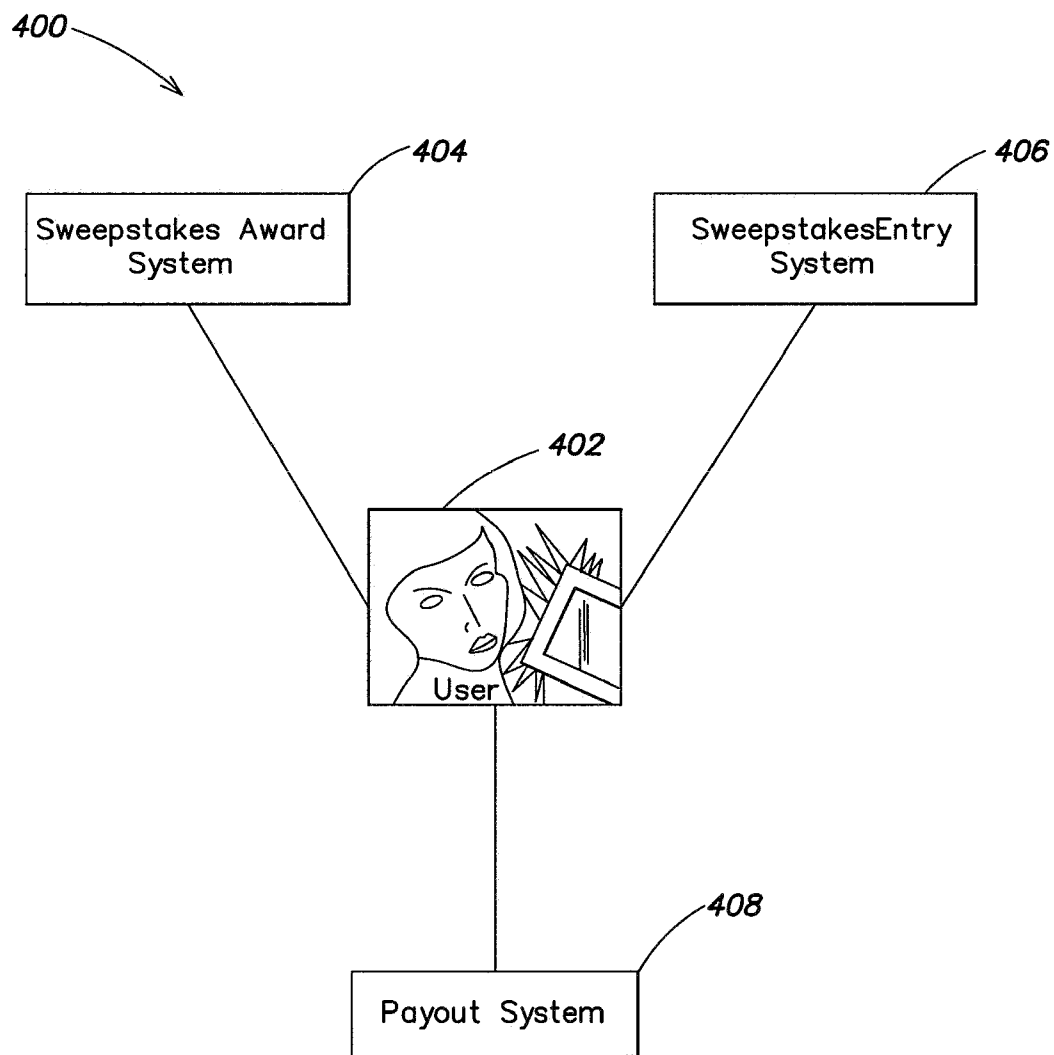 400
404
406
Sweepstakes Award
System
SweepstakesEntry
System
402
User
408
Payout System